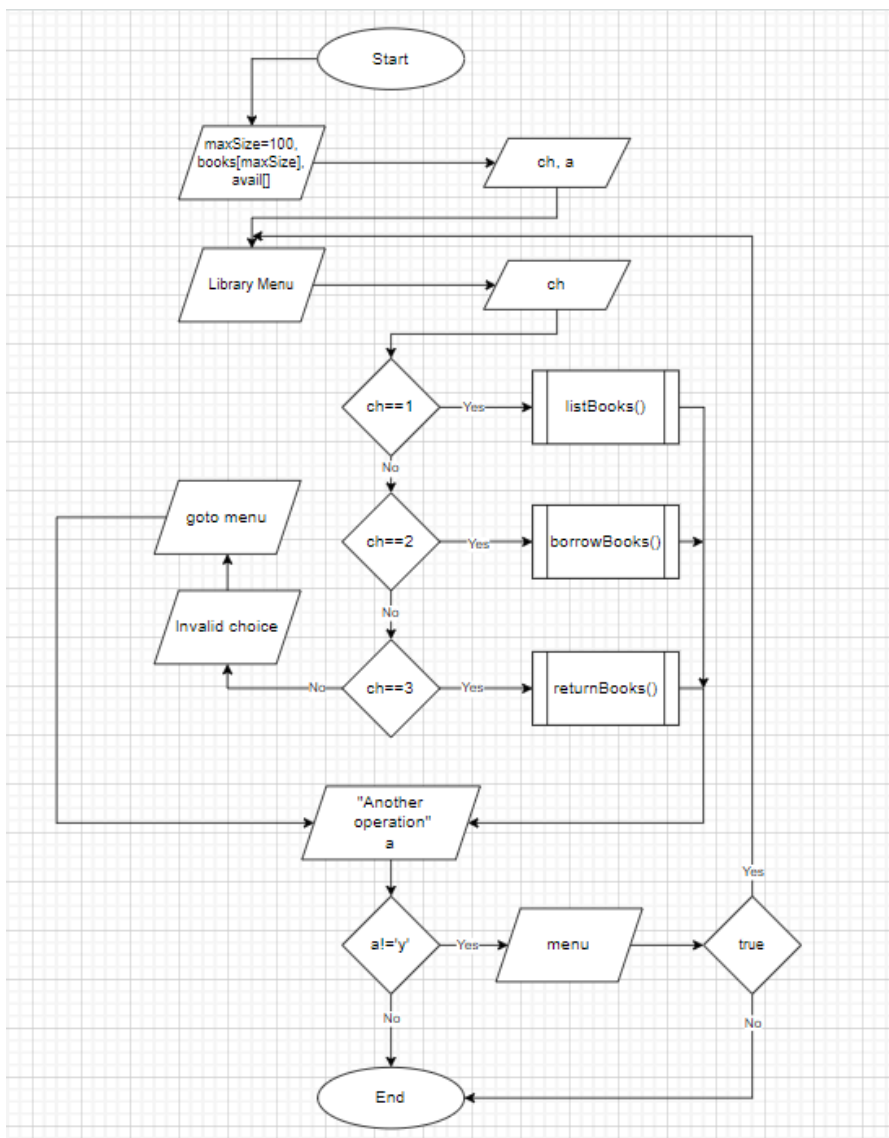 Start
maxSize=100,
books[maxSize],
avail[]
ch, a
Library Menu
ch
ch==1
Yes
listBooks()
No
goto menu
ch==2
Yes
borrowBooks()
No
Invalid choice
ch==3
No
Yes
returnBooks()
"Another
operation"
a
Yes
a!='y'
Yes
menu
true
No
No
End